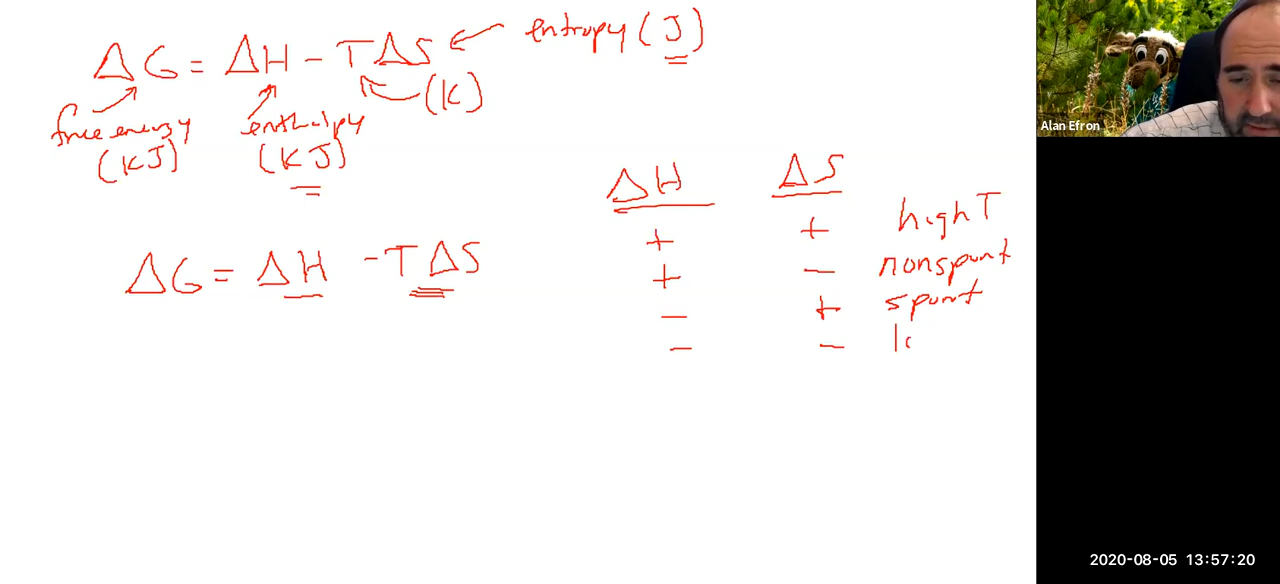 ΔG = ΔH - TΔS
entropy (J)
(K)
free energy
(KJ)
enthalpy
(KJ)
ΔG = ΔH - TΔS
ΔH ΔS
+ + high T
+ - nonspont
- + spont
- -
Alan Efron
2020-08-05 13:57:20